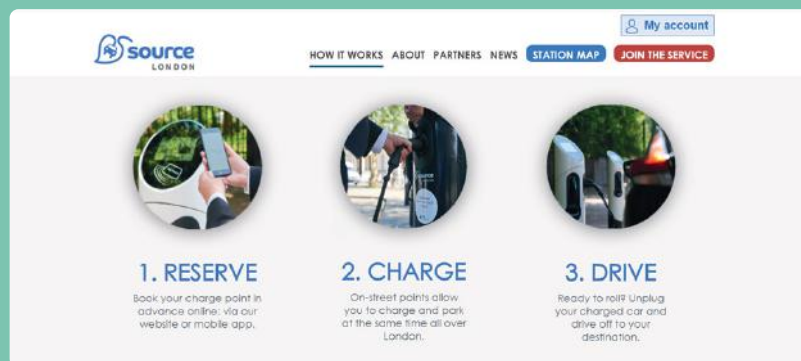 My account
source
LONDON
HOW IT WORKS ABOUT PARTNERS NEWS STATION MAP JOIN THE SERVICE
1. RESERVE
Book your charge point in
advance online: via our
website or mobile app.
2. CHARGE
On-street points allow
you to charge and park
at the same time all over
London.
3. DRIVE
Ready to roll? Unplug
your charged car and
drive off to your
destination.